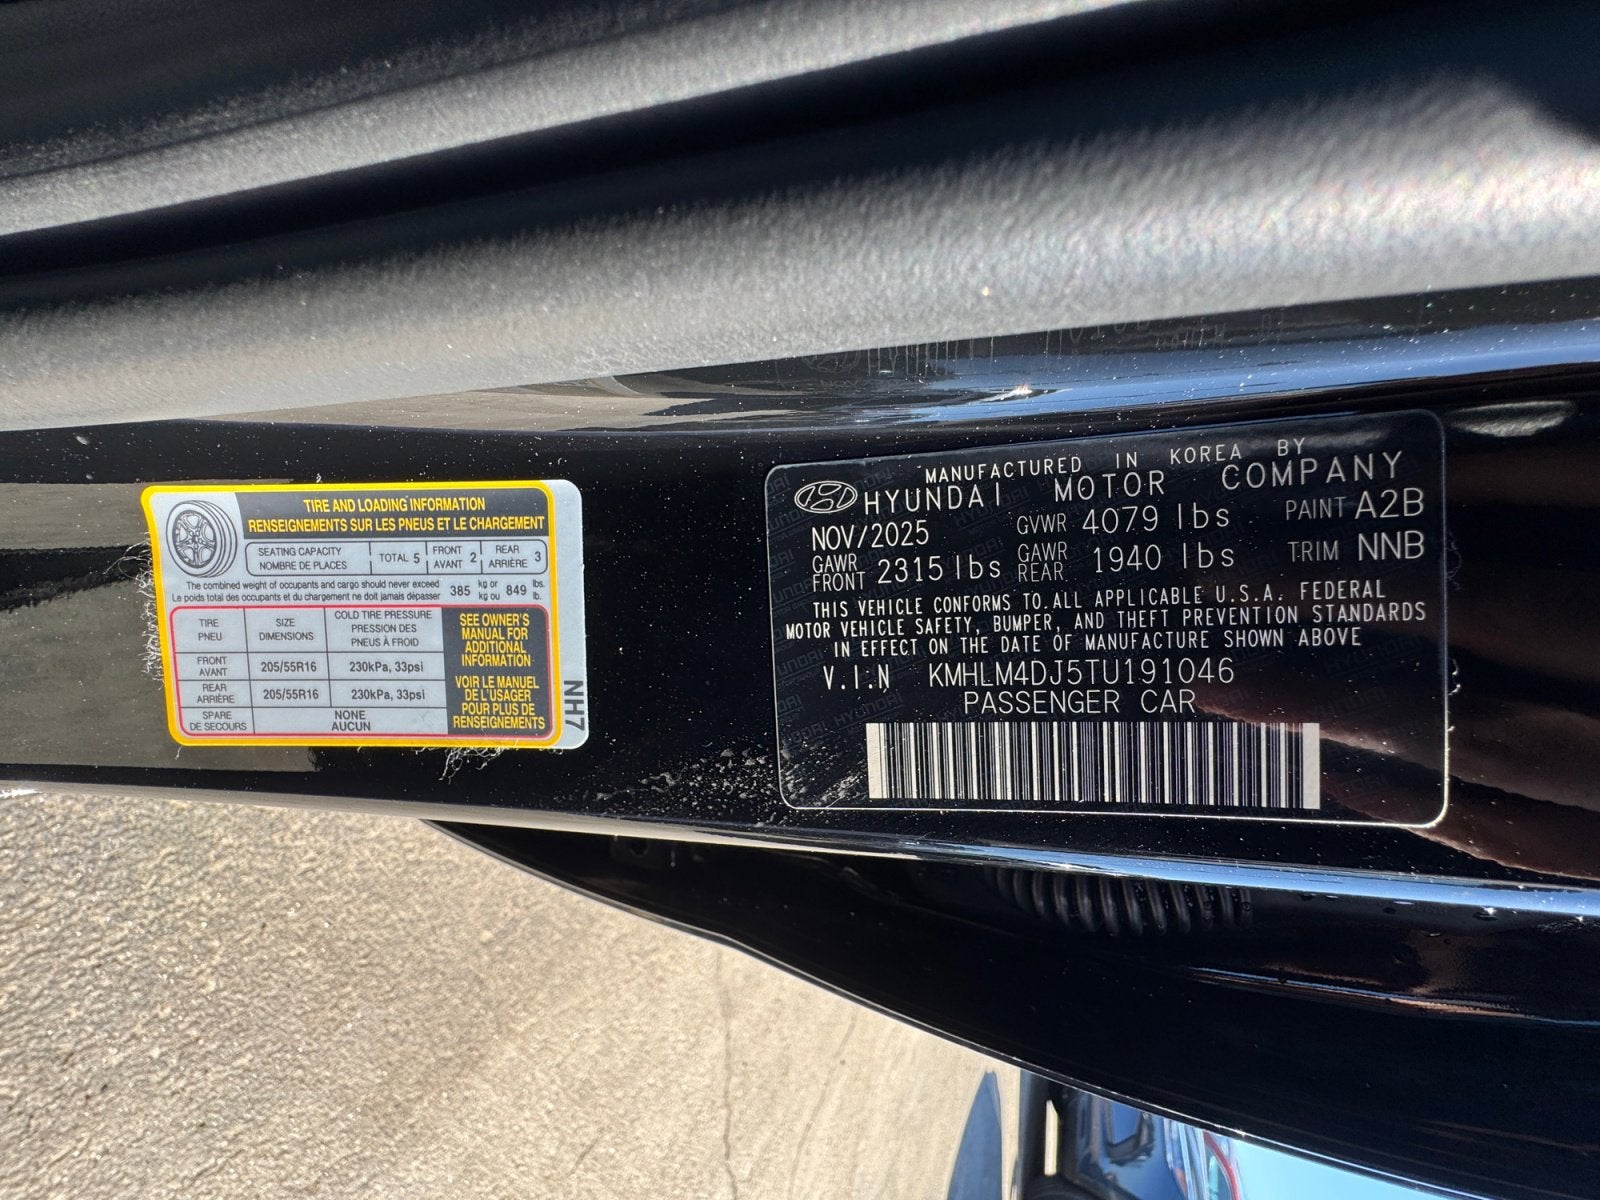 TIRE AND LOADING INFORMATION
RENSEIGNEMENTS SUR LES PNEUS ET LE CHARGEMENT
SEATING CAPACITY
NOMBRE DE PLACES
TOTAL 5
FRONT
AVANT 2
REAR
ARRIÈRE 3
The combined weight of occupants and cargo should never exceed
Le poids total des occupants et du chargement ne doit jamais dépasser
385 kg or
kg ou
849 lbs.
lb.
TIRE
PNEU
SIZE
DIMENSIONS
COLD TIRE PRESSURE
PRESSION DES
PNEUS À FROID
FRONT
AVANT
205/55R16
230kPa, 33psi
REAR
ARRIÈRE
205/55R16
230kPa, 33psi
SPARE
DE SECOURS
NONE
AUCUN
SEE OWNER'S
MANUAL FOR
ADDITIONAL
INFORMATION
VOIR LE MANUEL
DE L'USAGER
POUR PLUS DE
RENSEIGNEMENTS
NH7
MANUFACTURED IN KOREA BY
HYUNDAI MOTOR COMPANY
NOV/2025 GVWR 4079 lbs PAINT A2B
GAWR
FRONT 2315 lbs GAWR
REAR 1940 lbs TRIM NNB
THIS VEHICLE CONFORMS TO ALL APPLICABLE U.S.A. FEDERAL
MOTOR VEHICLE SAFETY, BUMPER, AND THEFT PREVENTION STANDARDS
IN EFFECT ON THE DATE OF MANUFACTURE SHOWN ABOVE
V.I.N KMHLM4DJ5TU191046
PASSENGER CAR